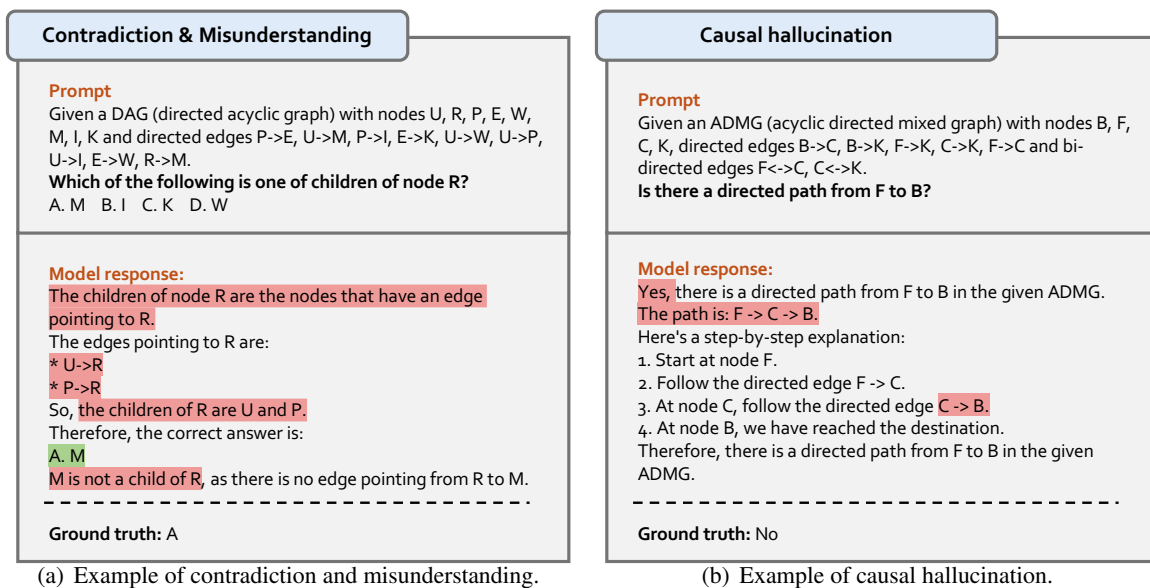 Contradiction & Misunderstanding
Prompt
Given a DAG (directed acyclic graph) with nodes U, R, P, E, W,
M, I, K and directed edges P->E, U->M, P->I, E->K, U->W, U->P,
U->I, E->W, R->M.
Which of the following is one of children of node R?
A. M B. I C. K D. W
Model response:
The children of node R are the nodes that have an edge
pointing to R.
The edges pointing to R are:
* U->R
* P->R
So, the children of R are U and P.
Therefore, the correct answer is:
A. M
M is not a child of R, as there is no edge pointing from R to M.
Ground truth: A
(a) Example of contradiction and misunderstanding.
Causal hallucination
Prompt
Given an ADMG (acyclic directed mixed graph) with nodes B, F,
C, K, directed edges B->C, B->K, F->K, C->K, F->C and bi-
directed edges F<->C, C<->K.
Is there a directed path from F to B?
Model response:
Yes, there is a directed path from F to B in the given ADMG.
The path is: F -> C -> B.
Here's a step-by-step explanation:
1. Start at node F.
2. Follow the directed edge F -> C.
3. At node C, follow the directed edge C -> B.
4. At node B, we have reached the destination.
Therefore, there is a directed path from F to B in the given
ADMG.
Ground truth: No
(b) Example of causal hallucination.